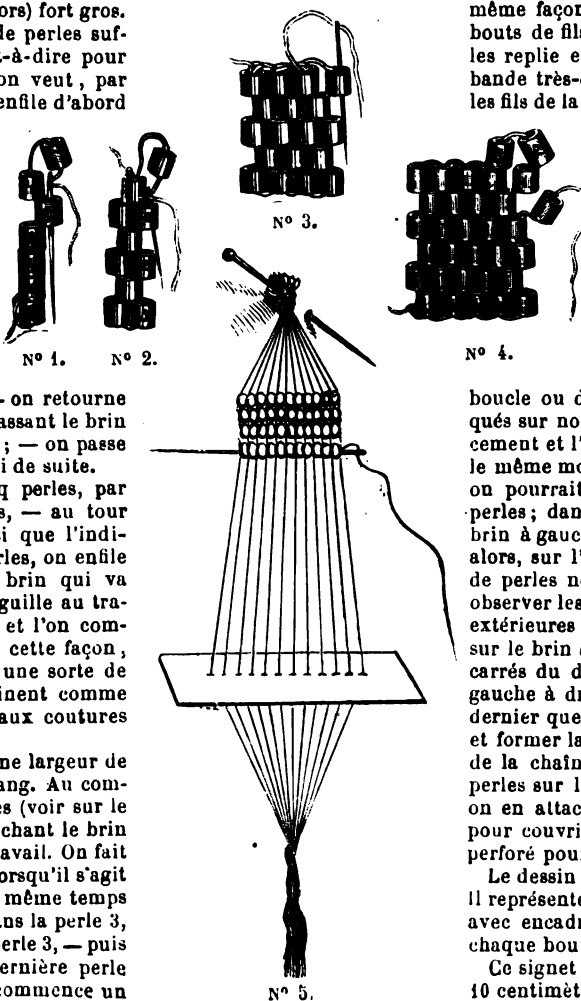 ors) fort gros.
de perles suf-
t-à-dire pour
on veut, par
enfile d'abord
Nº 1.
Nº 2.
- on retourne
assant le brin
; — on passe
i de suite.
q perles, par
s, — au tour
si que l'indi-
rles, on enfile
brin qui va
guille au tra-
et l'on com-
cette façon,
une sorte de
inent comme
aux coutures
ne largeur de
ang. Au com-
es (voir sur le
chant le brin
avail. On fait
orsqu'il s'agit
même temps
ans la perle 3,
erle 3, — puis
ernière perle
commence un
Nº 3.
Nº 5.
même façon
bouts de fils
les replie e
bande très-
les fils de la
Nº 4.
boucle ou d
qués sur no
cement et l'
le même mo
on pourrait
perles; dan
brin à gauc
alors, sur l'
de perles n
observer les
extérieures
sur le brin
carrés du d
gauche à dr
dernier que
et former la
de la chaîn
perles sur l
on en attac
pour couvri
perforé pou
Le dessin
Il représente
avec encadr
chaque bou
Ce signet
10 centimèt